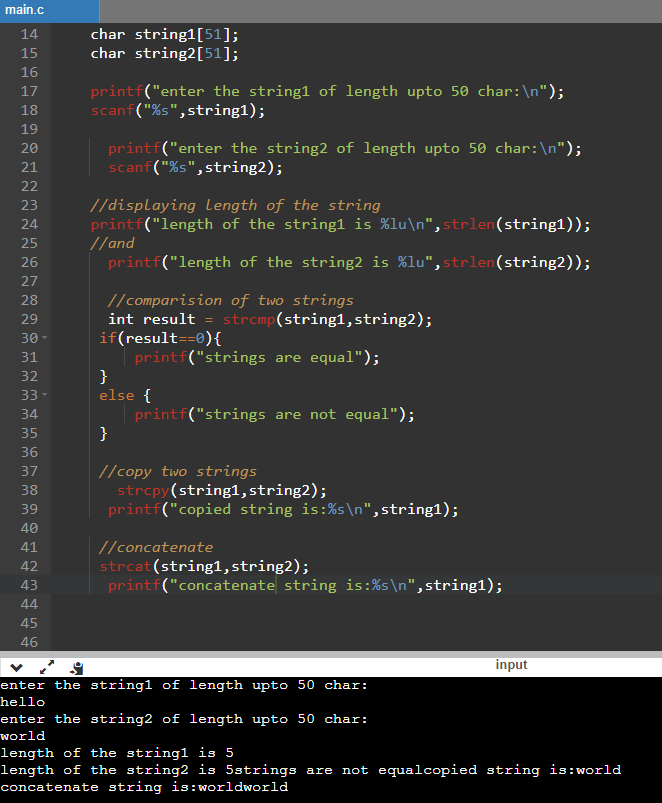 main.c
14 char string1[51];
15 char string2[51];
16
17 printf("enter the string1 of length upto 50 char:\n");
18 scanf("%s",string1);
19
20 printf("enter the string2 of length upto 50 char:\n");
21 scanf("%s",string2);
22
23 //displaying length of the string
24 printf("length of the string1 is %lu\n",strlen(string1));
25 //and
26 printf("length of the string2 is %lu",strlen(string2));
27
28 //comparision of two strings
29 int result = strcmp(string1,string2);
30 if(result==0){
31 printf("strings are equal");
32 }
33 else {
34 printf("strings are not equal");
35 }
36
37 //copy two strings
38 strcpy(string1,string2);
39 printf("copied string is:%s\n",string1);
40
41 //concatenate
42 strcat(string1,string2);
43 printf("concatenate string is:%s\n",string1);
44
45
46
input
enter the string1 of length upto 50 char:
hello
enter the string2 of length upto 50 char:
world
length of the string1 is 5
length of the string2 is 5strings are not equalcopied string is:world
concatenate string is:worldworld